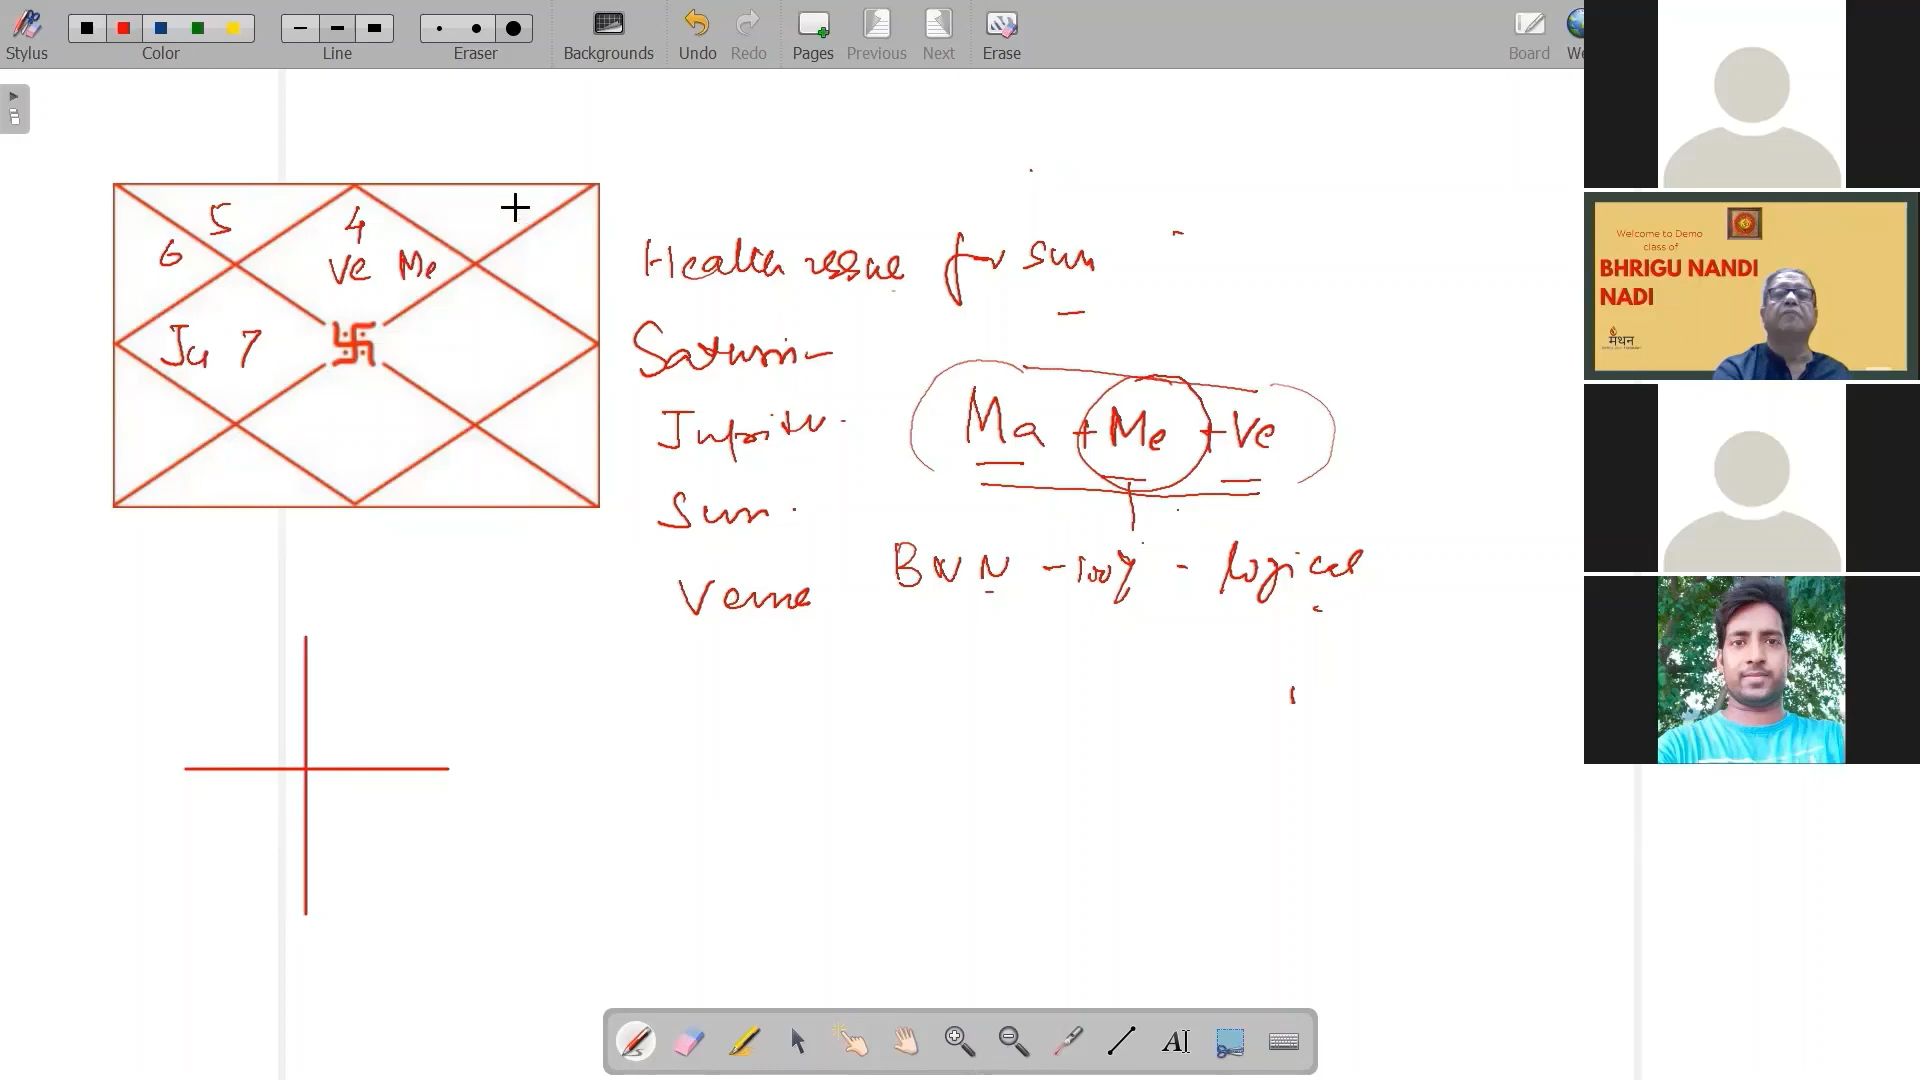 Stylus
Color
Line
Eraser
Backgrounds
Undo
Redo
Pages
Previous
Next
Erase
Board
We
5
4
6
Ve Me
Ju 7
Health issue for Sun
Saturn
Jupiter
Sun
Venus
Ma + Me + Ve
BNN - 100% - logical
Welcome to Demo
class of
BHRIGU NANDI
NADI
मंथन
AI